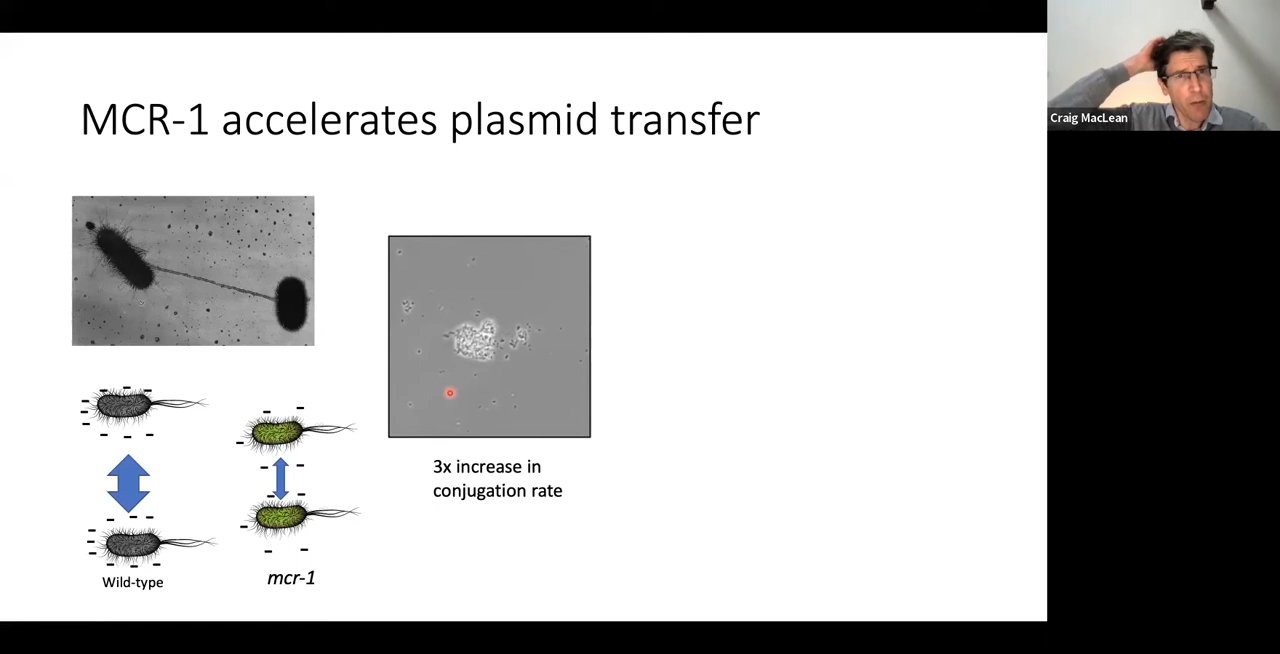 MCR-1 accelerates plasmid transfer
Craig MacLean
3x increase in
conjugation rate
Wild-type
mcr-1